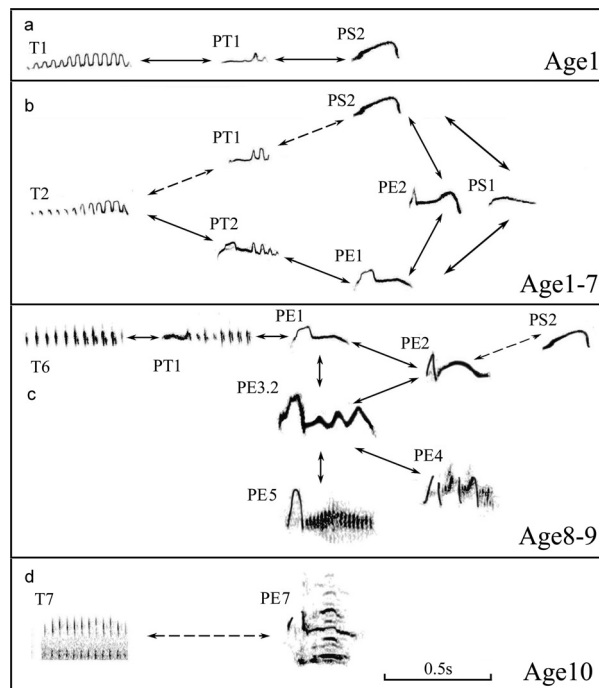 a
T1
PT1
PS2
Age1
b
PS2
PT1
T2
PE2
PS1
PT2
PE1
Age1-7
PE1
PE2
PS2
T6
PT1
c
PE3.2
PE4
PE5
Age8-9
d
T7
PE7
0.5s
Age10